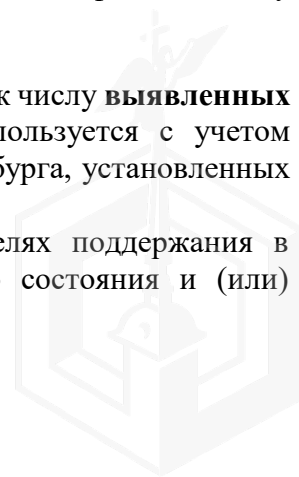 к числу выявленных
пользуется с учетом
бурга, установленных
елях поддержания в
состояния и (или)